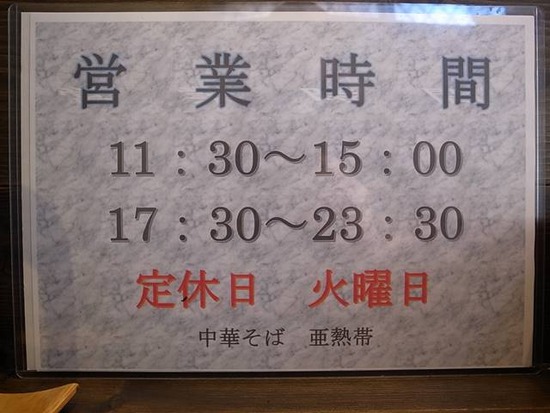 営業時間
11：30～15：00
17：30～23：30
定休日　火曜日
中華そば　亜熱帯